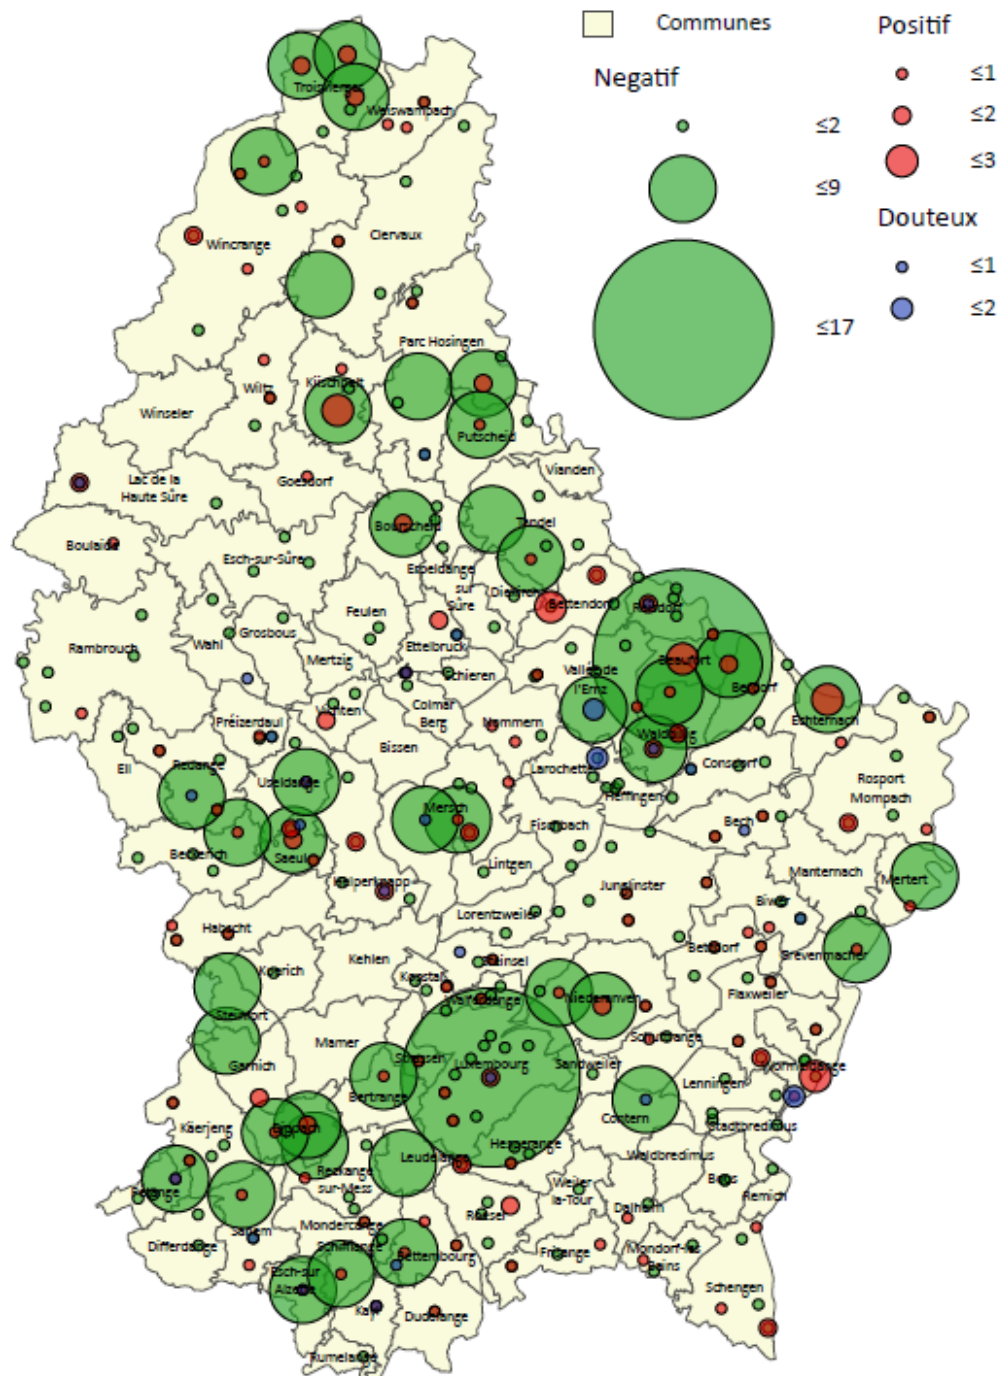 Communes
Positif
Negatif
≤1
≤2
≤2
≤3
≤9
Douteux
≤1
≤2
≤17
Troisvierges
Weiswampach
Wincrange
Clervaux
Parc Hosingen
Wiltz
Kiischpelt
Winseler
Putscheid
Vianden
Lac de la
Haute Sûre
Goesdorf
Bourscheid
Tandel
Boulaide
Esch-sur-Sûre
Erpeldange
sur
Sûre
Diekirch
Bettendorf
Reisdorf
Feulen
Grosbous
Wahl
Rambrouch
Ettelbruck
Mertzig
Schieren
Vallée de
l'Ernz
Beaufort
Berdorf
Echternach
Colmar
Berg
Vichten
Préizerdaul
Nommern
Waldbillig
Bissen
Ell
Redange
Useldange
Larochette
Consdorf
Heffingen
Rosport
Mompach
Mersch
Fischbach
Bech
Beckerich
Saeul
Lintgen
Manternach
Mertert
Helperknapp
Junglinster
Biwer
Lorentzweiler
Habscht
Betzdorf
Grevenmacher
Kehlen
Steinsel
Koerich
Kopstal
Flaxweiler
Walferdange
Niederanven
Steinfort
Mamer
Schuttrange
Wormeldange
Strassen
Luxembourg
Sandweiler
Garnich
Lenningen
Bertrange
Contern
Stadtbredimus
Käerjeng
Dippach
Hesperange
Waldbredimus
Leudelange
Reckange
sur-Mess
Weiler
la-Tour
Bous
Remich
Pétange
Dalheim
Roeser
Mondercange
Sanem
Differdange
Schifflange
Bettembourg
Frisange
Mondorf-les
Bains
Esch-sur
Alzette
Schengen
Kayl
Dudelange
Rumelange